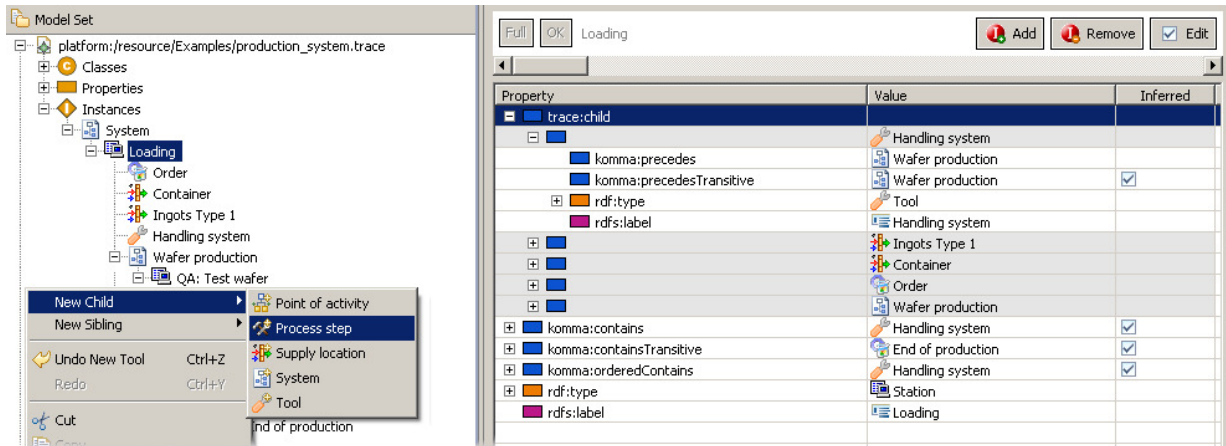 Model Set
platform:/resource/Examples/production_system.trace
Classes
Properties
Instances
System
Loading
Order
Container
Ingots Type 1
Handling system
Wafer production
QA: Test wafer
New Child
New Sibling
Undo New Tool Ctrl+Z
Redo Ctrl+Y
Cut
Copy
Point of activity
Process step
Supply location
System
Tool
nd of production
Full OK Loading Add Remove Edit
Property Value Inferred
trace:child
Handling system
komma:precedes Wafer production
komma:precedesTransitive Wafer production
rdf:type Tool
rdfs:label Handling system
Ingots Type 1
Container
Order
Wafer production
komma:contains Handling system
komma:containsTransitive End of production
komma:orderedContains Handling system
rdf:type Station
rdfs:label Loading